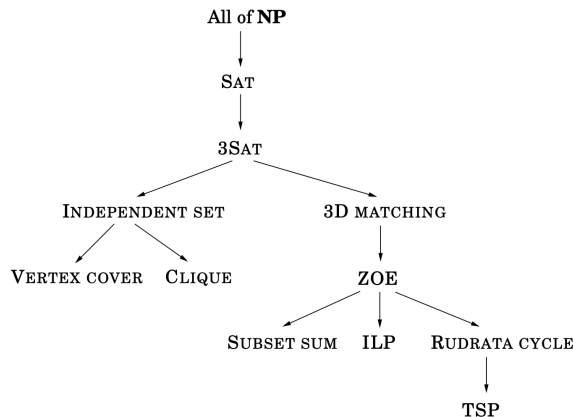 All of NP
SAT
3SAT
INDEPENDENT SET 3D MATCHING
VERTEX COVER CLIQUE ZOE
SUBSET SUM ILP RUDRATA CYCLE
TSP